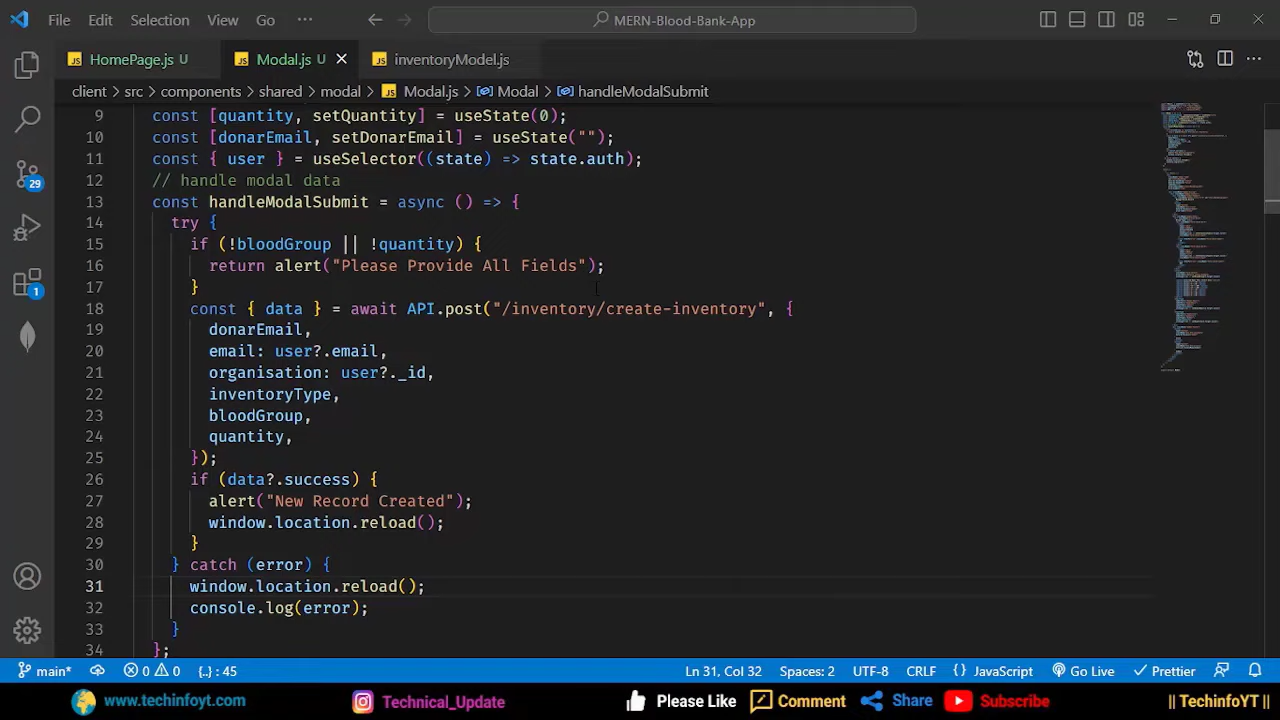 File Edit Selection View Go ··· MERN-Blood-Bank-App
JS HomePage.js U JS Modal.js U JS inventoryModel.js
client > src > components > shared > modal > JS Modal.js > Modal > handleModalSubmit
9 const [quantity, setQuantity] = useState(0);
10 const [donarEmail, setDonarEmail] = useState("");
11 const { user } = useSelector((state) => state.auth);
12 // handle modal data
13 const handleModalSubmit = async () => {
14 try {
15 if (!bloodGroup || !quantity) {
16 return alert("Please Provide All Fields");
17 }
18 const { data } = await API.post("/inventory/create-inventory", {
19 donarEmail,
20 email: user?.email,
21 organisation: user?._id,
22 inventoryType,
23 bloodGroup,
24 quantity,
25 });
26 if (data?.success) {
27 alert("New Record Created");
28 window.location.reload();
29 }
30 } catch (error) {
31 window.location.reload();
32 console.log(error);
33 }
34 };
29
1
main* 0 0 {..} : 45 Ln 31, Col 32 Spaces: 2 UTF-8 CRLF {} JavaScript Go Live Prettier
www.techinfoyt.com Technical_Update Please Like Comment Share Subscribe || TechinfoYT ||